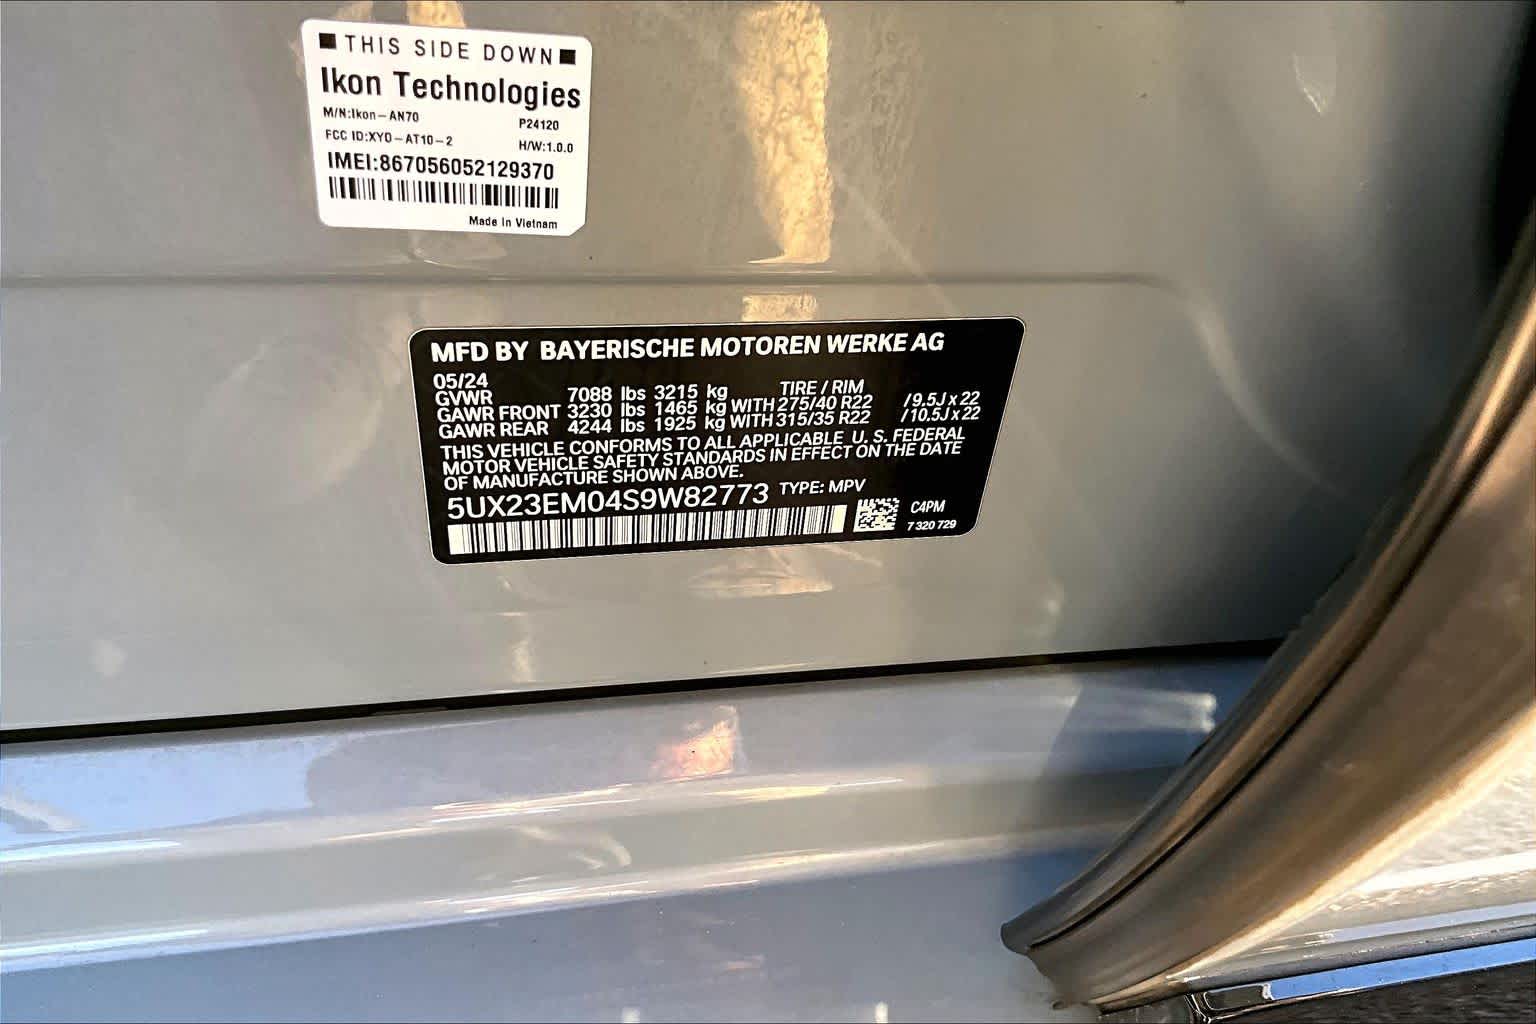 THIS SIDE DOWN
Ikon Technologies
M/N:Ikon-AN70 P24120
FCC ID:XYO-AT10-2 H/W:1.0.0
IMEI:867056052129370
Made In Vietnam
MFD BY BAYERISCHE MOTOREN WERKE AG
05/24 TIRE / RIM
GVWR 7088 lbs 3215 kg
GAWR FRONT 3230 lbs 1465 kg WITH 275/40 R22 /9.5J x 22
GAWR REAR 4244 lbs 1925 kg WITH 315/35 R22 /10.5J x 22
THIS VEHICLE CONFORMS TO ALL APPLICABLE U. S. FEDERAL
MOTOR VEHICLE SAFETY STANDARDS IN EFFECT ON THE DATE
OF MANUFACTURE SHOWN ABOVE.
5UX23EM04S9W82773 TYPE: MPV
C4PM
7 320 729